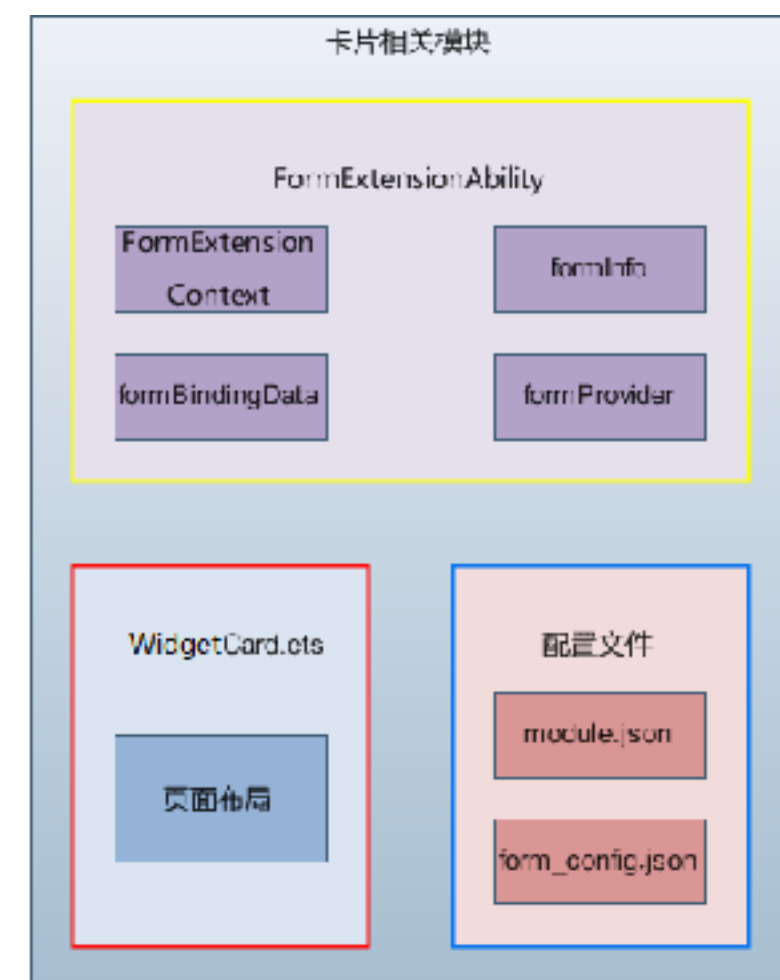 卡片相关模块
FormExtensionAbility
FormExtension
Context
formInfo
formBindingData
formProvider
WidgetCard.ets
页面布局
配置文件
module.json
form_config.json